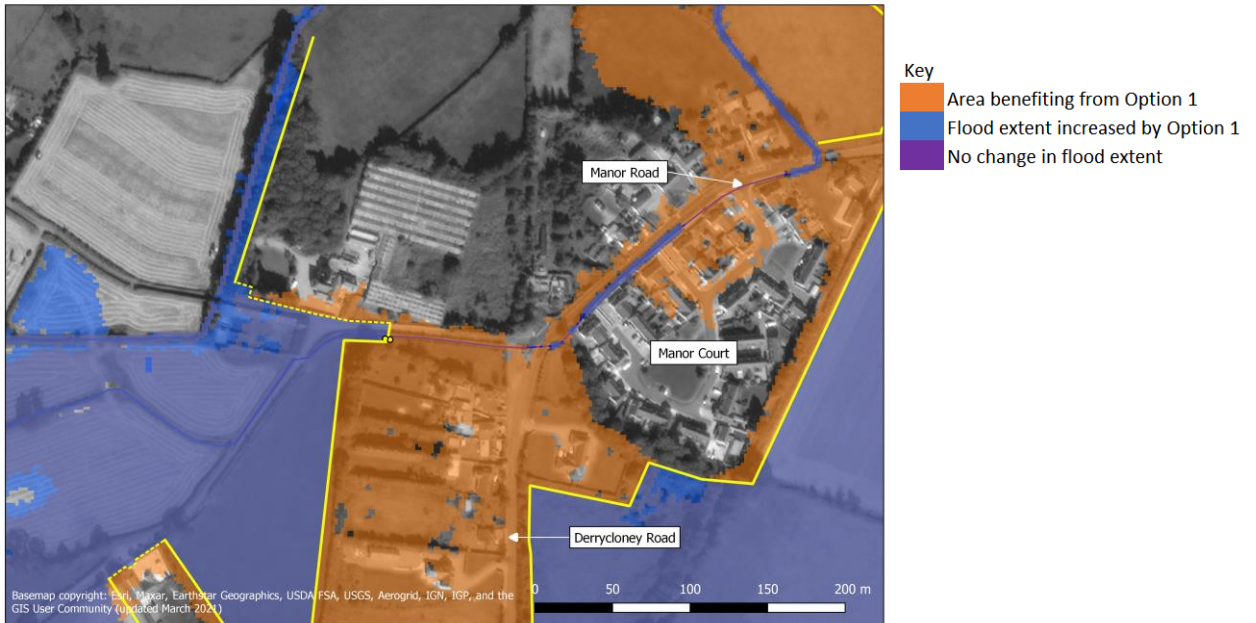 Key
Area benefiting from Option 1
Flood extent increased by Option 1
No change in flood extent
Manor Road
Manor Court
Derrycloney Road
0 50 100 150 200 m
Basemap copyright: Esri, Maxar, Earthstar Geographics, USDA FSA, USGS, Aerogrid, IGN, IGP, and the
GIS User Community (updated March 2021)